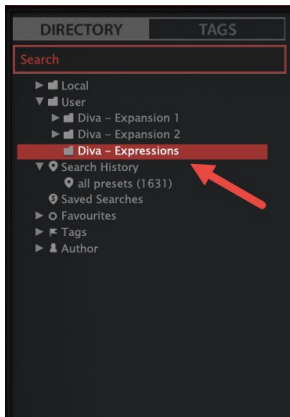 DIRECTORY TAGS
Search
Local
User
Diva – Expansion 1
Diva – Expansion 2
Diva – Expressions
Search History
all presets (1631)
Saved Searches
Favourites
Tags
Author